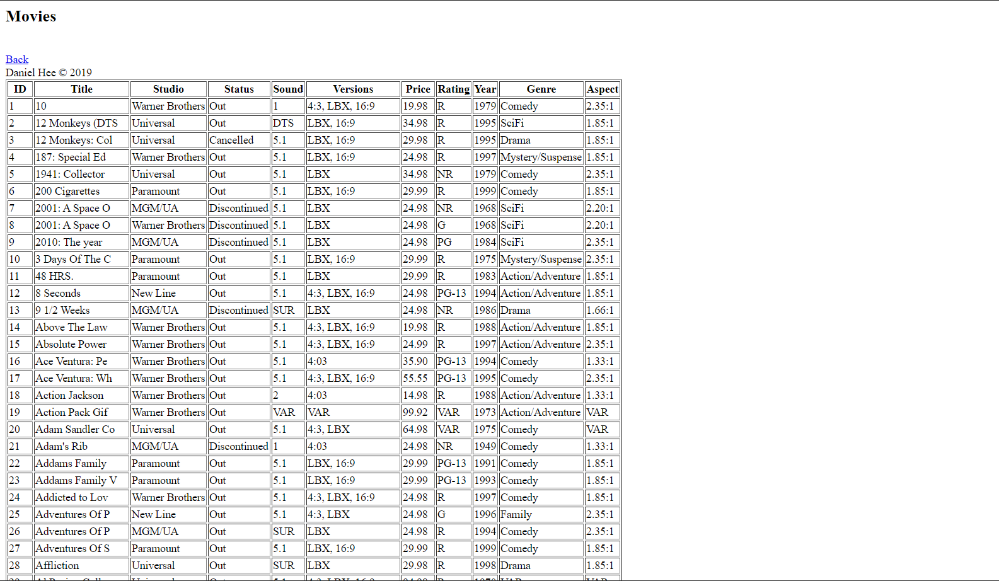 Movies
Back
Daniel Hee © 2019
ID Title Studio Status Sound Versions Price Rating Year Genre Aspect
1 10 Warner Brothers Out 1 4:3, LBX, 16:9 19.98 R 1979 Comedy 2.35:1
2 12 Monkeys (DTS Universal Out DTS LBX, 16:9 34.98 R 1995 SciFi 1.85:1
3 12 Monkeys: Col Universal Cancelled 5.1 LBX, 16:9 29.98 R 1995 Drama 1.85:1
4 187: Special Ed Warner Brothers Out 5.1 LBX, 16:9 24.98 R 1997 Mystery/Suspense 1.85:1
5 1941: Collector Universal Out 5.1 LBX 34.98 NR 1979 Comedy 2.35:1
6 200 Cigarettes Paramount Out 5.1 LBX, 16:9 29.99 R 1999 Comedy 1.85:1
7 2001: A Space O MGM/UA Discontinued 5.1 LBX 24.98 NR 1968 SciFi 2.20:1
8 2001: A Space O Warner Brothers Discontinued 5.1 LBX 24.98 G 1968 SciFi 2.20:1
9 2010: The year MGM/UA Discontinued 5.1 LBX 24.98 PG 1984 SciFi 2.35:1
10 3 Days Of The C Paramount Out 5.1 LBX, 16:9 29.99 R 1975 Mystery/Suspense 2.35:1
11 48 HRS. Paramount Out 5.1 LBX 29.99 R 1983 Action/Adventure 1.85:1
12 8 Seconds New Line Out 5.1 4:3, LBX, 16:9 24.98 PG-13 1994 Action/Adventure 1.85:1
13 9 1/2 Weeks MGM/UA Discontinued SUR LBX 24.98 NR 1986 Drama 1.66:1
14 Above The Law Warner Brothers Out 5.1 4:3, LBX, 16:9 19.98 R 1988 Action/Adventure 1.85:1
15 Absolute Power Warner Brothers Out 5.1 4:3, LBX, 16:9 24.99 R 1997 Action/Adventure 2.35:1
16 Ace Ventura: Pe Warner Brothers Out 5.1 4:03 35.90 PG-13 1994 Comedy 1.33:1
17 Ace Ventura: Wh Warner Brothers Out 5.1 4:3, LBX, 16:9 55.55 PG-13 1995 Comedy 2.35:1
18 Action Jackson Warner Brothers Out 2 4:03 14.98 R 1988 Action/Adventure 1.33:1
19 Action Pack Gif Warner Brothers Out VAR VAR 99.92 VAR 1973 Action/Adventure VAR
20 Adam Sandler Co Universal Out 5.1 4:3, LBX 64.98 VAR 1975 Comedy VAR
21 Adam's Rib MGM/UA Discontinued 1 4:03 24.98 NR 1949 Comedy 1.33:1
22 Addams Family Paramount Out 5.1 LBX, 16:9 29.99 PG-13 1991 Comedy 1.85:1
23 Addams Family V Paramount Out 5.1 LBX, 16:9 29.99 PG-13 1993 Comedy 1.85:1
24 Addicted to Lov Warner Brothers Out 5.1 4:3, LBX, 16:9 24.98 R 1997 Comedy 1.85:1
25 Adventures Of P New Line Out 5.1 4:3, LBX 24.98 G 1996 Family 2.35:1
26 Adventures Of P MGM/UA Out SUR LBX 24.98 R 1994 Comedy 2.35:1
27 Adventures Of S Paramount Out 5.1 LBX, 16:9 29.99 R 1999 Comedy 1.85:1
28 Affliction Universal Out SUR LBX 29.98 R 1998 Drama 1.85:1